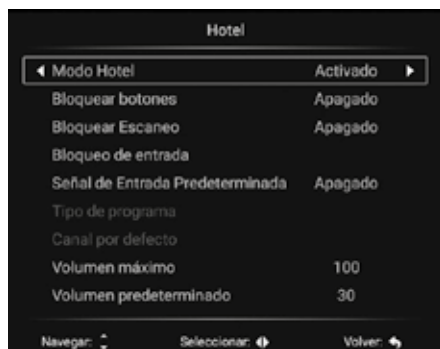 Hotel
Modo Hotel Activado
Bloquear botones Apagado
Bloquear Escaneo Apagado
Bloqueo de entrada
Señal de Entrada Predeterminada Apagado
Tipo de programa
Canal por defecto
Volumen máximo 100
Volumen predeterminado 30
Navegar: Seleccionar: Volver: